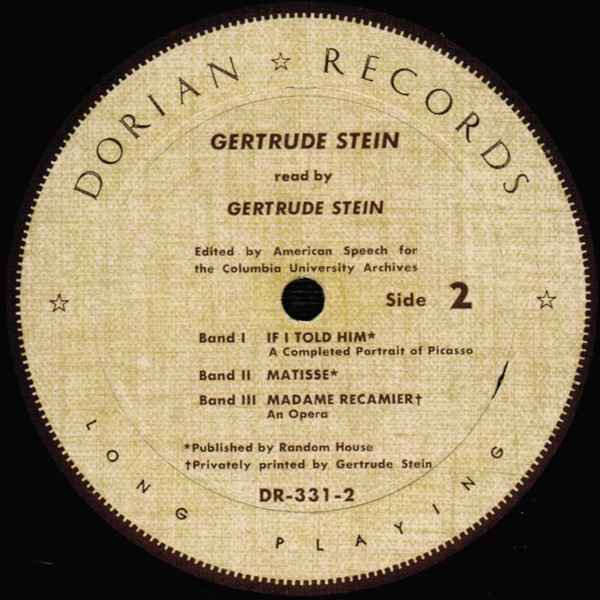 DORIAN ☆ RECORDS
GERTRUDE STEIN
read by
GERTRUDE STEIN
Edited by American Speech for
the Columbia University Archives
Side 2
Band I IF I TOLD HIM*
A Completed Portrait of Picasso
Band II MATISSE*
Band III MADAME RECAMIER†
An Opera
*Published by Random House
†Privately printed by Gertrude Stein
DR-331-2
LONG PLAYING